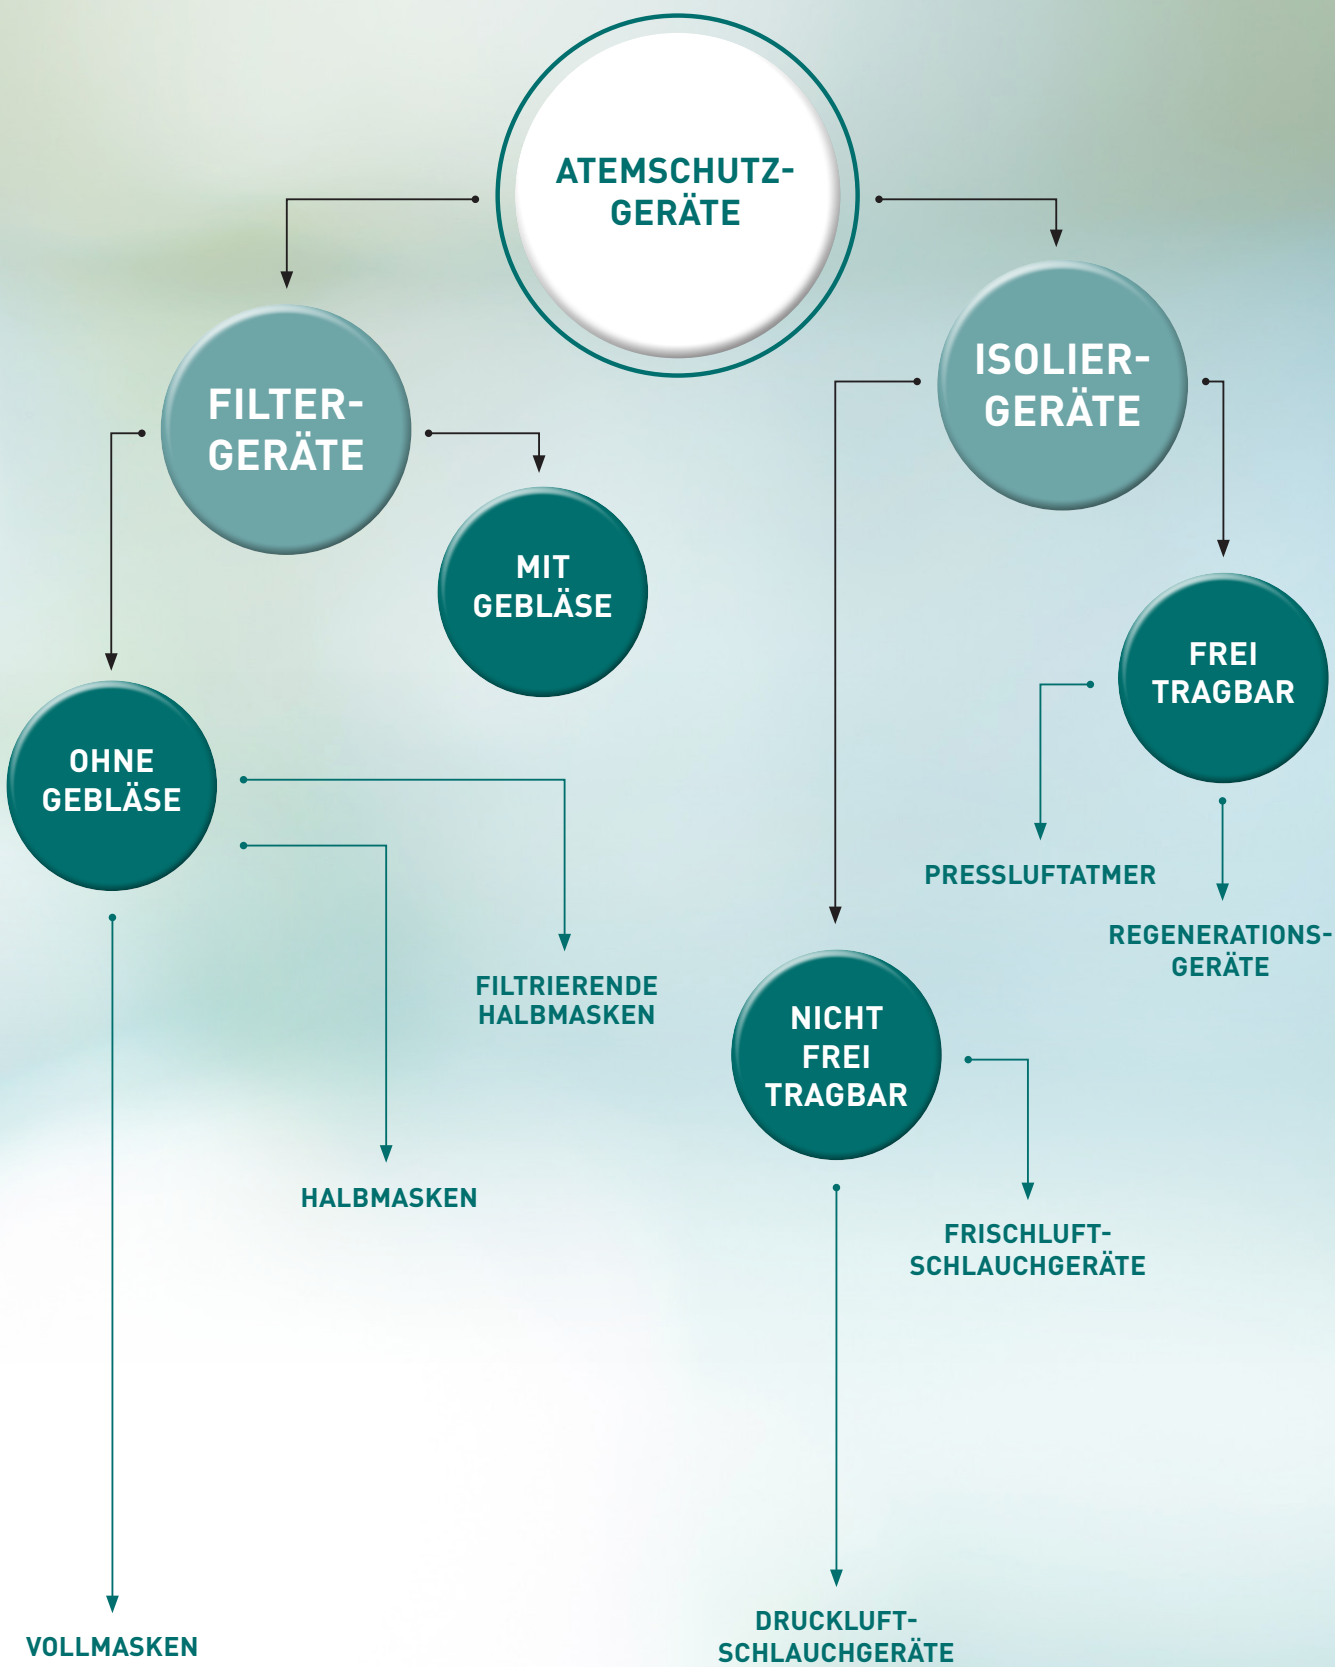 ATEMSCHUTZ-
GERÄTE
FILTER-
GERÄTE
ISOLIER-
GERÄTE
MIT
GEBLÄSE
OHNE
GEBLÄSE
FREI
TRAGBAR
PRESSLUFTATMER
REGENERATIONS-
GERÄTE
FILTRIERENDE
HALBMASKEN
NICHT
FREI
TRAGBAR
HALBMASKEN
FRISCHLUFT-
SCHLAUCHGERÄTE
VOLLMASKEN
DRUCKLUFT-
SCHLAUCHGERÄTE